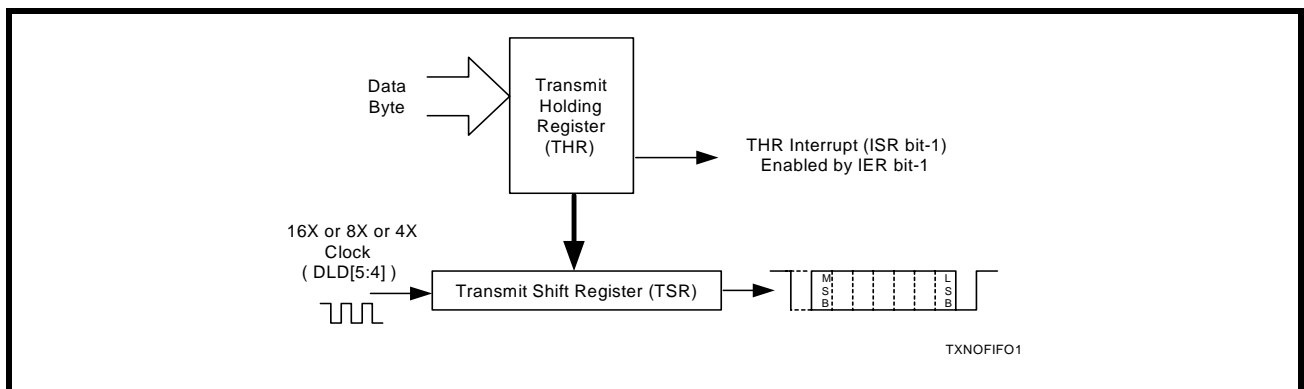 Data
Byte
Transmit
Holding
Register
(THR)
THR Interrupt (ISR bit-1)
Enabled by IER bit-1
16X or 8X or 4X
Clock
( DLD[5:4] )
Transmit Shift Register (TSR)
M
S
B
L
S
B
TXNOFIFO1